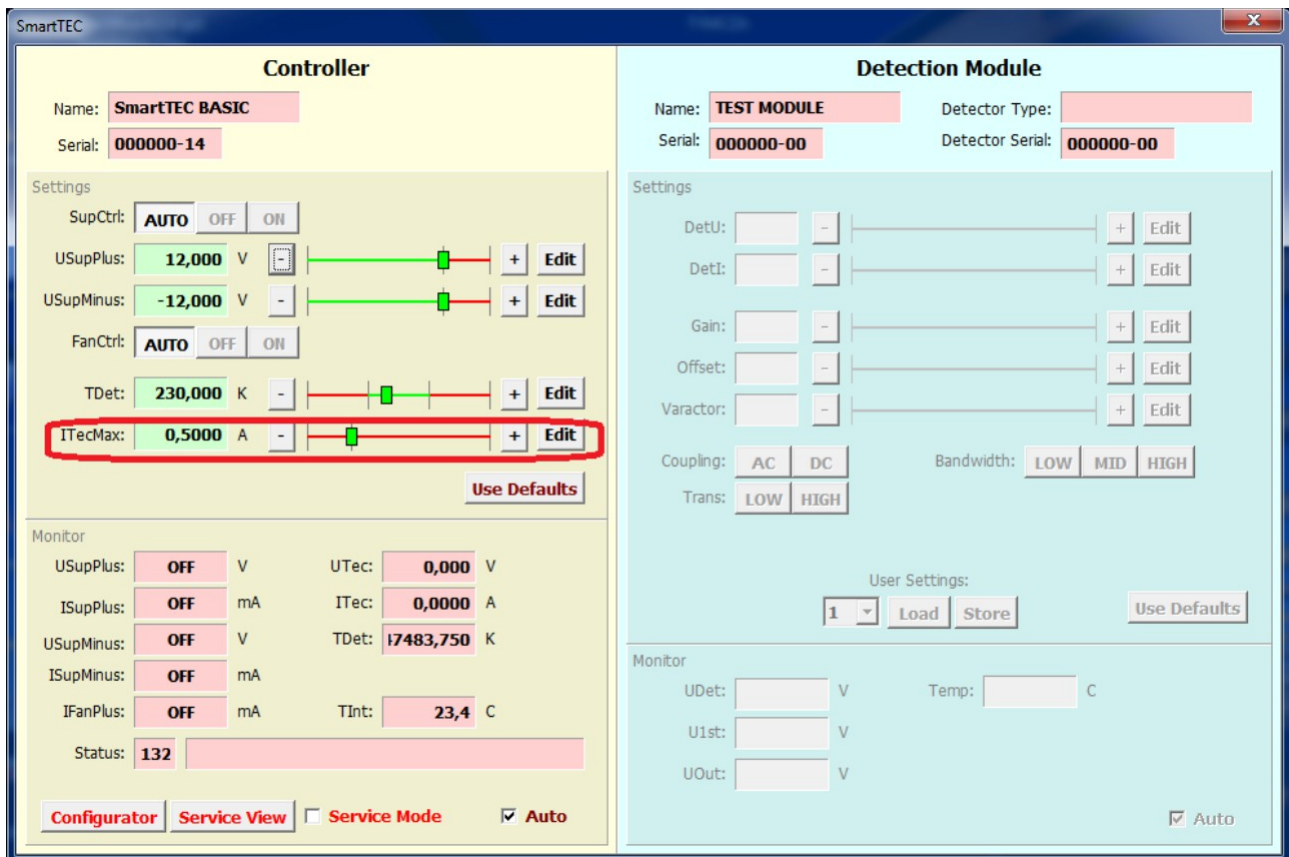 SmartTEC
Controller
Name: SmartTEC BASIC
Serial: 000000-14
Settings
SupCtrl: AUTO OFF ON
USupPlus: 12,000 V - + Edit
USupMinus: -12,000 V - + Edit
FanCtrl: AUTO OFF ON
TDet: 230,000 K - + Edit
ITecMax: 0,5000 A - + Edit
Use Defaults
Monitor
USupPlus: OFF V UTec: 0,000 V
ISupPlus: OFF mA ITec: 0,0000 A
USupMinus: OFF V TDet: 7483,750 K
ISupMinus: OFF mA
IFanPlus: OFF mA TInt: 23,4 C
Status: 132
Configurator Service View Service Mode Auto
Detection Module
Name: TEST MODULE Detector Type:
Serial: 000000-00 Detector Serial: 000000-00
Settings
DetU: - + Edit
DetI: - + Edit
Gain: - + Edit
Offset: - + Edit
Varactor: - + Edit
Coupling: AC DC Bandwidth: LOW MID HIGH
Trans: LOW HIGH
User Settings:
1 Load Store Use Defaults
Monitor
UDet: V Temp: C
U1st: V
UOut: V
Auto